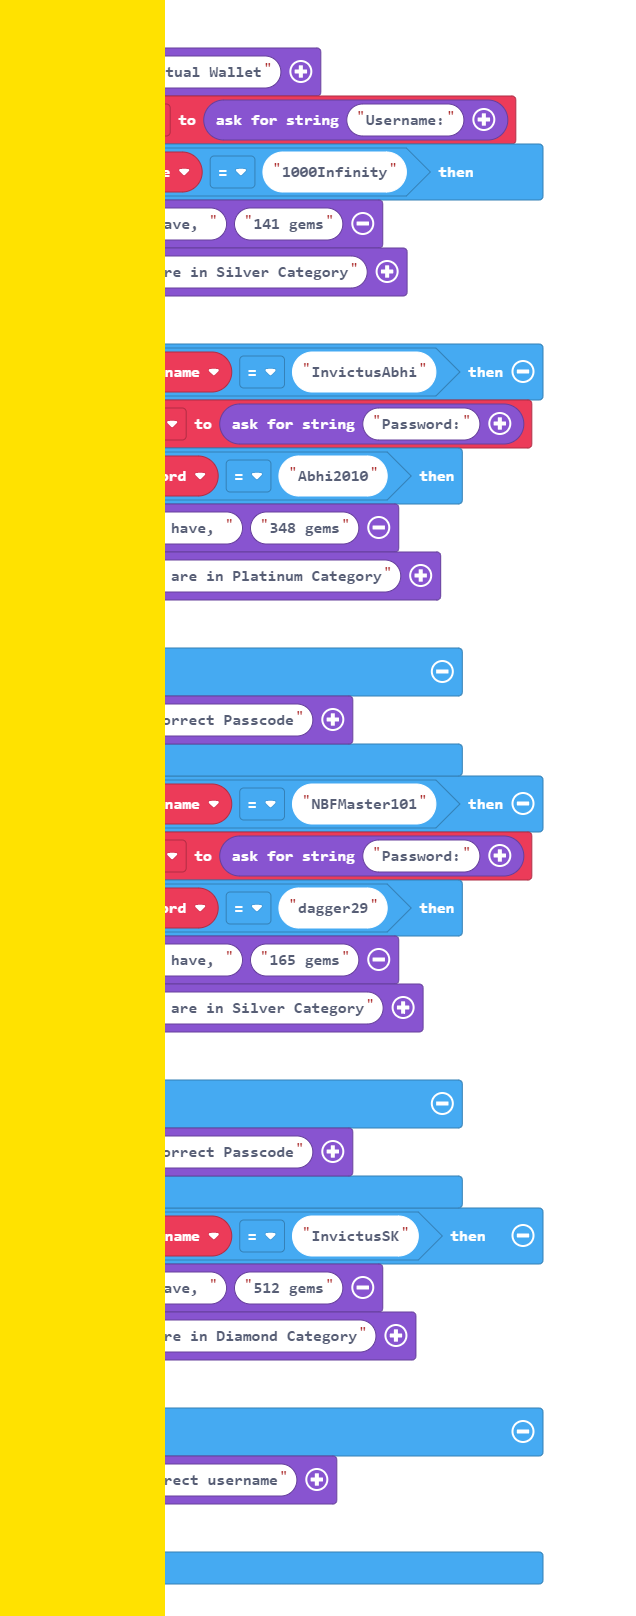 tual Wallet"
to ask for string "Username:"
= "1000Infinity" then
ave, " "141 gems"
re in Silver Category"
name = "InvictusAbhi" then
to ask for string "Password:"
ord = "Abhi2010" then
have, " "348 gems"
are in Platinum Category"
orrect Passcode"
name = "NBFMaster101" then
to ask for string "Password:"
ord = "dagger29" then
have, " "165 gems"
are in Silver Category"
orrect Passcode"
name = "InvictusSK" then
ave, " "512 gems"
re in Diamond Category"
rect username"